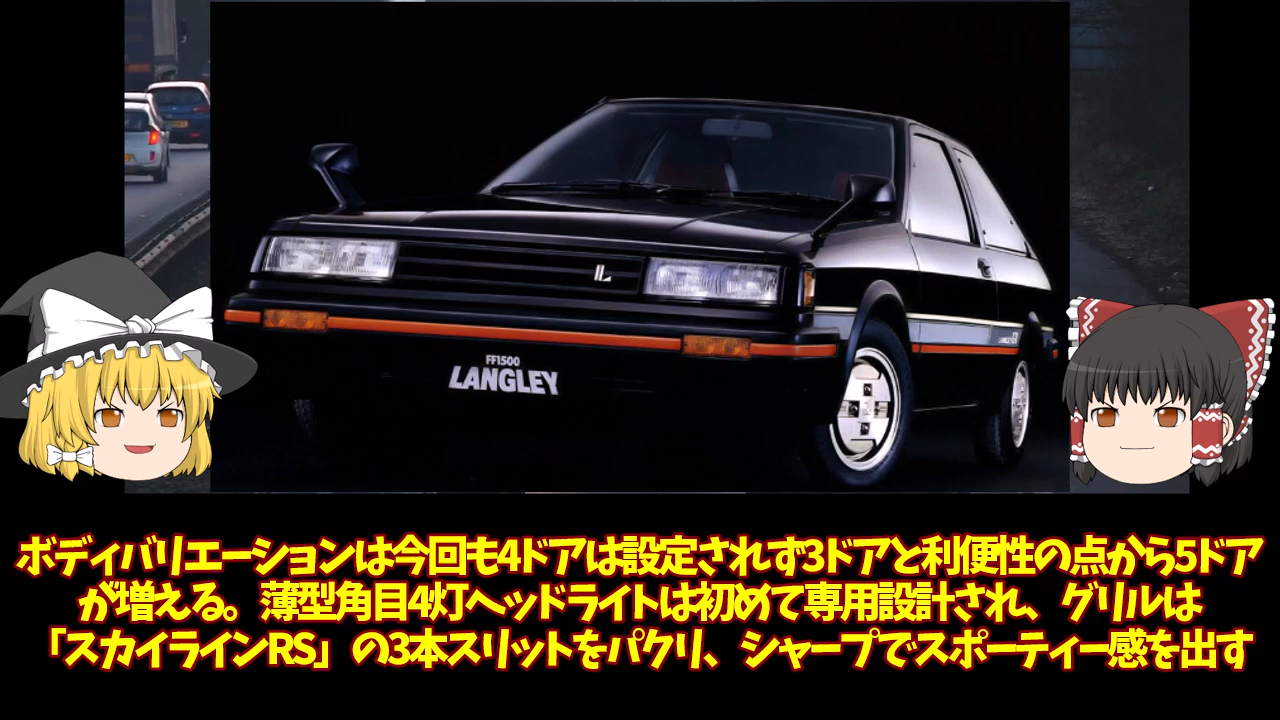 L
FF1500
LANGLEY
ボディバリエーションは今回も4ドアは設定されず3ドアと利便性の点から5ドア
が増える。薄型角目4灯ヘッドライトは初めて専用設計され、グリルは
「スカイラインRS」の3本スリットをパクリ、シャープでスポーティー感を出す